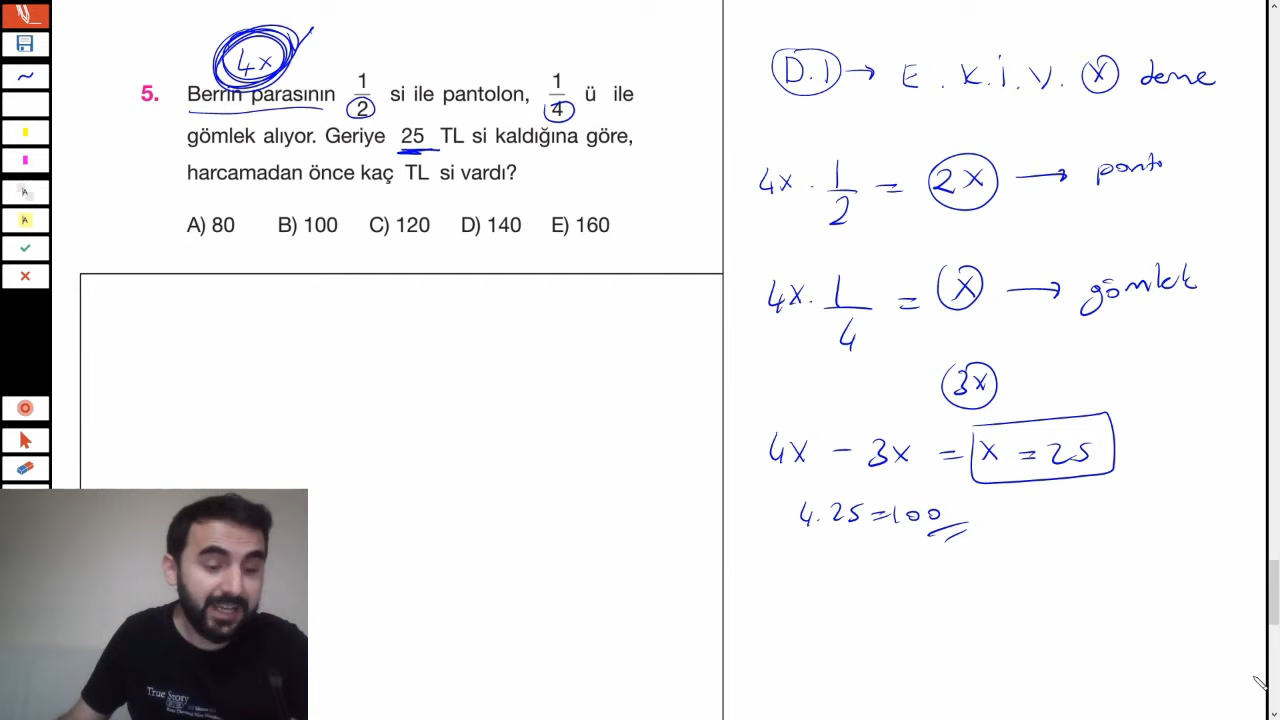 4x
5. Berrin parasının 1/2 si ile pantolon, 1/4 ü ile
gömlek alıyor. Geriye 25 TL si kaldığına göre,
harcamadan önce kaç TL si vardı?
A) 80 B) 100 C) 120 D) 140 E) 160
D.1 → E. K.İ.V. x deme
4x . 1/2 = 2x → panto
4x . 1/4 = x → gömlek
3x
4x - 3x = x = 25
4.25=100
True Story